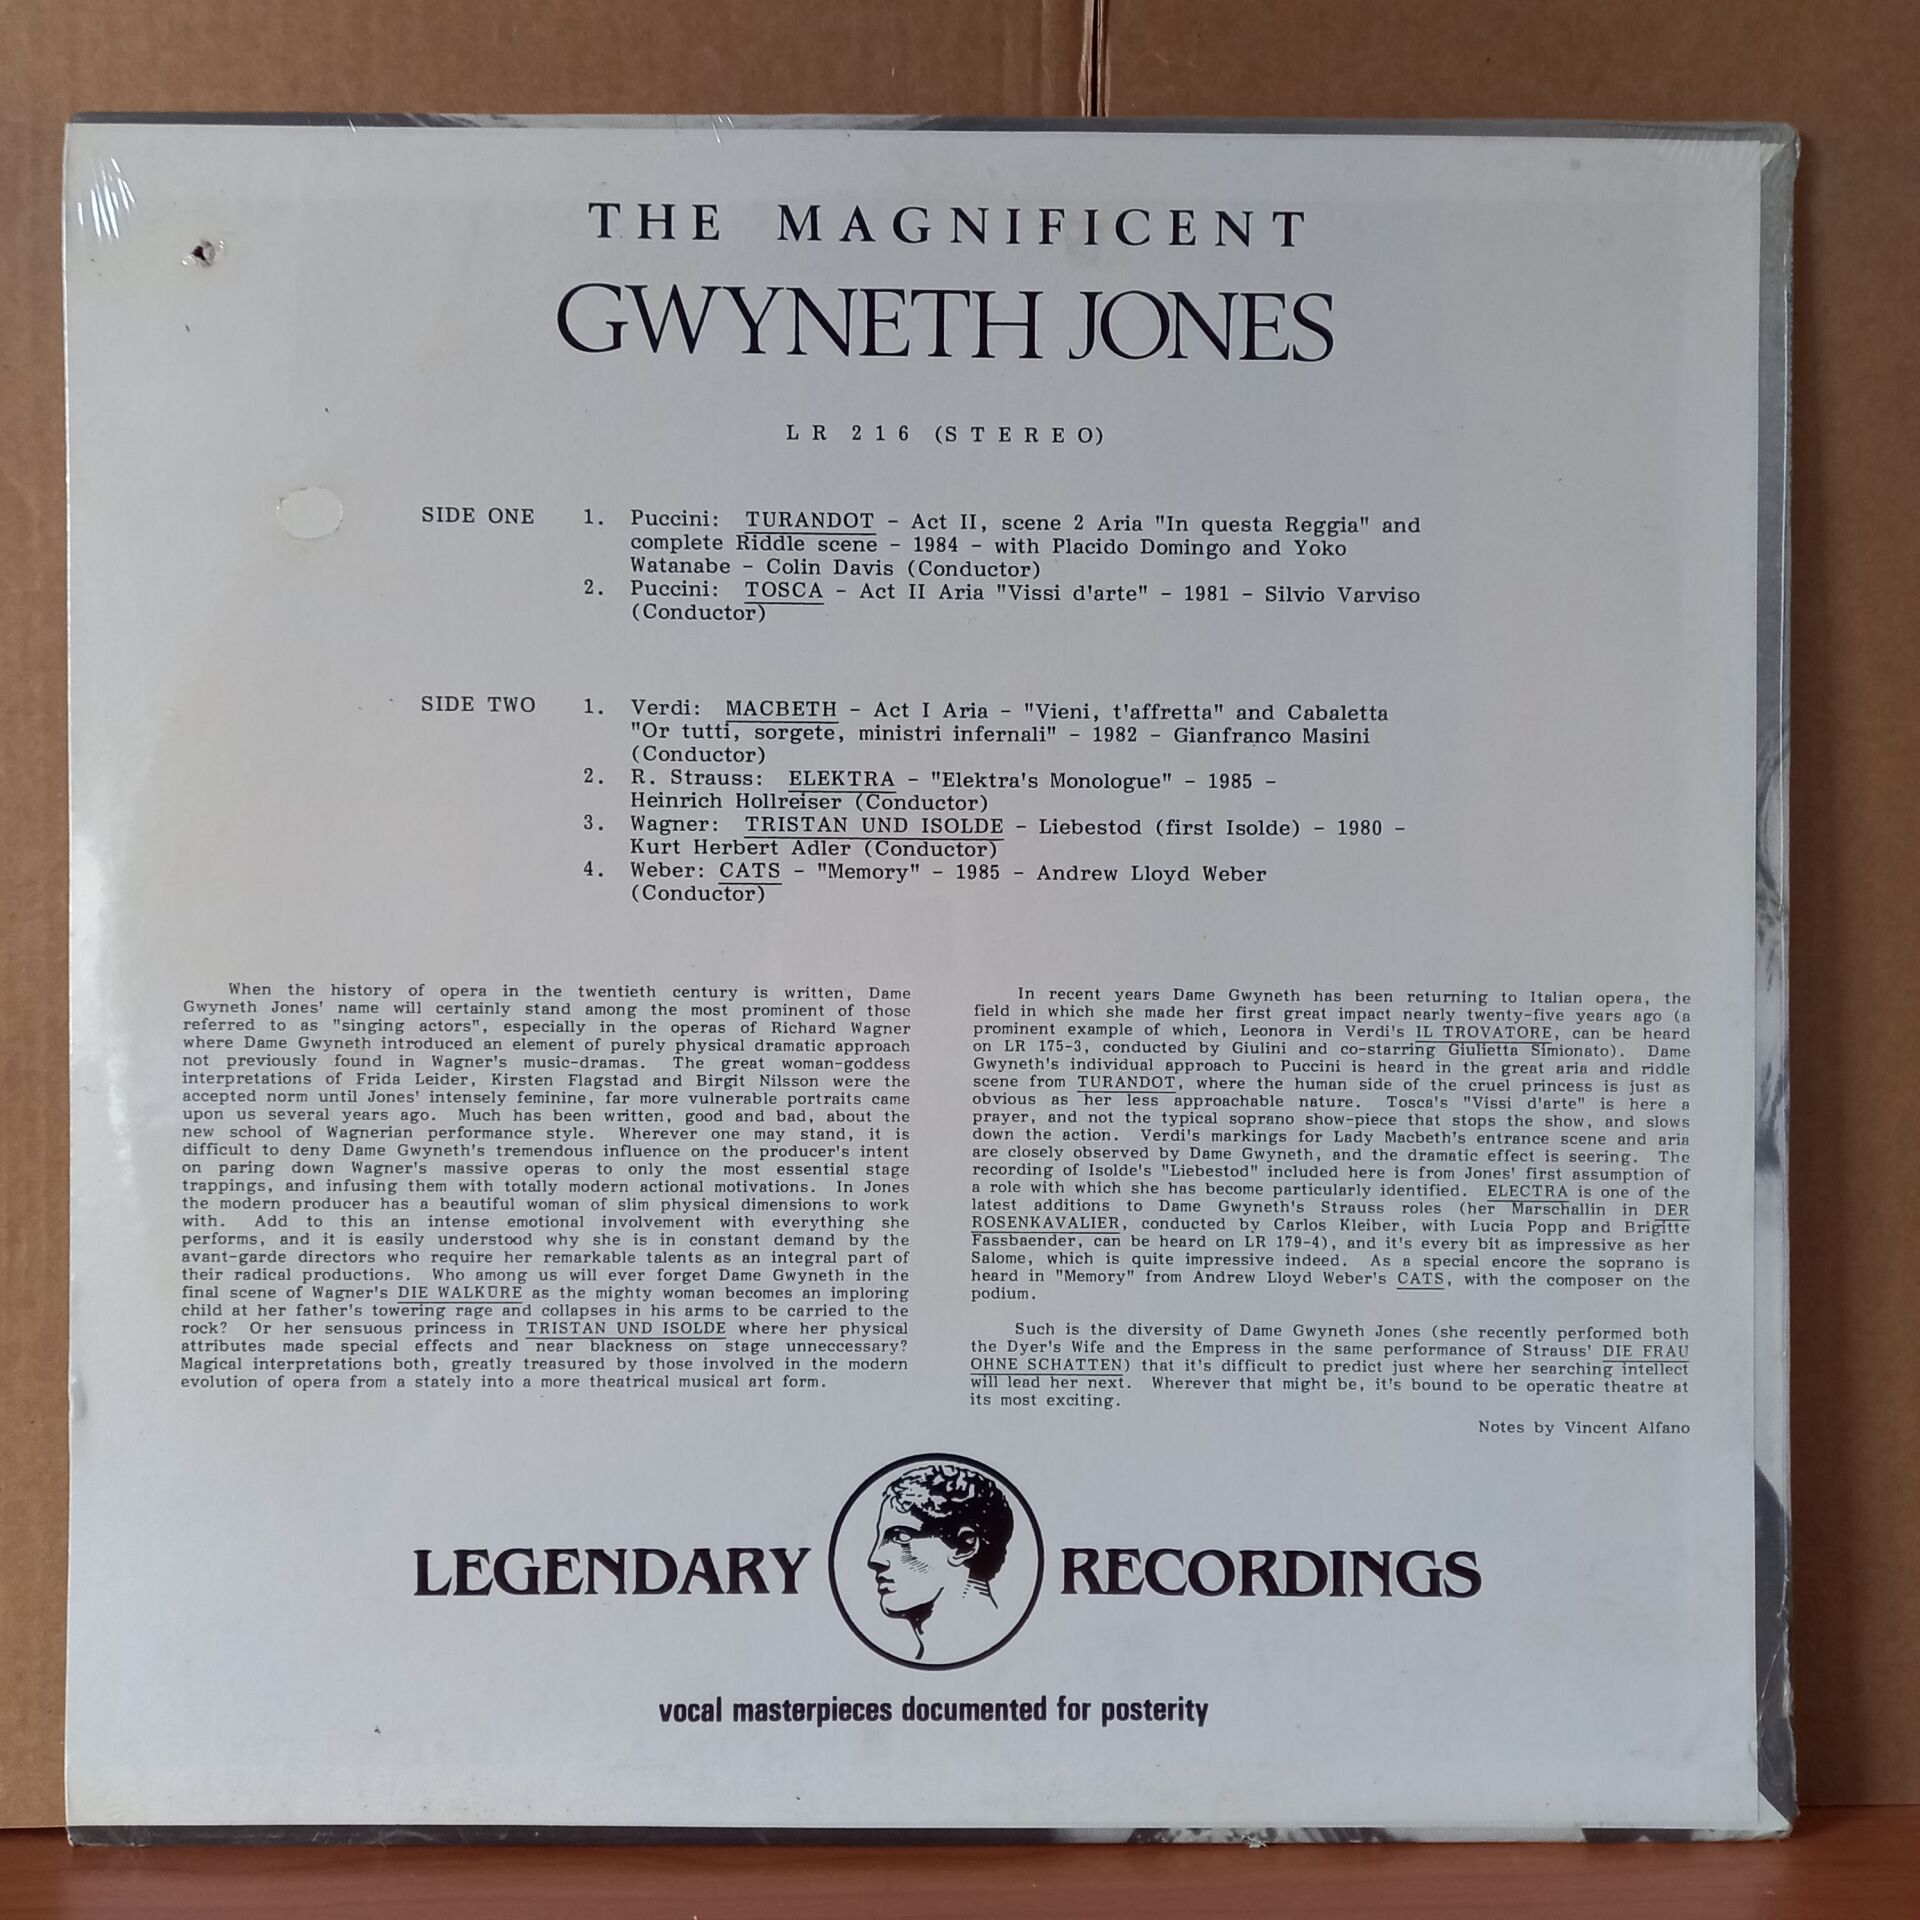 THE MAGNIFICENT
GWYNETH JONES
LR 216 (STEREO)
SIDE ONE 1. Puccini: TURANDOT - Act II, scene 2 Aria "In questa Reggia" and
complete Riddle scene - 1984 - with Placido Domingo and Yoko
Watanabe - Colin Davis (Conductor)
2. Puccini: TOSCA - Act II Aria "Vissi d'arte" - 1981 - Silvio Varviso
(Conductor)
SIDE TWO 1. Verdi: MACBETH - Act I Aria - "Vieni, t'affretta" and Cabaletta
"Or tutti, sorgete, ministri infernali" - 1982 - Gianfranco Masini
(Conductor)
2. R. Strauss: ELEKTRA - "Elektra's Monologue" - 1985 -
Heinrich Hollreiser (Conductor)
3. Wagner: TRISTAN UND ISOLDE - Liebestod (first Isolde) - 1980 -
Kurt Herbert Adler (Conductor)
4. Weber: CATS - "Memory" - 1985 - Andrew Lloyd Weber
(Conductor)
When the history of opera in the twentieth century is written, Dame
Gwyneth Jones' name will certainly stand among the most prominent of those
referred to as "singing actors", especially in the operas of Richard Wagner
where Dame Gwyneth introduced an element of purely physical dramatic approach
not previously found in Wagner's music-dramas. The great woman-goddess
interpretations of Frida Leider, Kirsten Flagstad and Birgit Nilsson were the
accepted norm until Jones' intensely feminine, far more vulnerable portraits came
upon us several years ago. Much has been written, good and bad, about the
new school of Wagnerian performance style. Wherever one may stand, it is
difficult to deny Dame Gwyneth's tremendous influence on the producer's intent
on paring down Wagner's massive operas to only the most essential stage
trappings, and infusing them with totally modern actional motivations. In Jones
the modern producer has a beautiful woman of slim physical dimensions to work
with. Add to this an intense emotional involvement with everything she
performs, and it is easily understood why she is in constant demand by the
avant-garde directors who require her remarkable talents as an integral part of
their radical productions. Who among us will ever forget Dame Gwyneth in the
final scene of Wagner's DIE WALKÜRE as the mighty woman becomes an imploring
child at her father's towering rage and collapses in his arms to be carried to the
rock? Or her sensuous princess in TRISTAN UND ISOLDE where her physical
attributes made special effects and near blackness on stage unneccessary?
Magical interpretations both, greatly treasured by those involved in the modern
evolution of opera from a stately into a more theatrical musical art form.
In recent years Dame Gwyneth has been returning to Italian opera, the
field in which she made her first great impact nearly twenty-five years ago (a
prominent example of which, Leonora in Verdi's IL TROVATORE, can be heard
on LR 175-3, conducted by Giulini and co-starring Giulietta Simionato). Dame
Gwyneth's individual approach to Puccini is heard in the great aria and riddle
scene from TURANDOT, where the human side of the cruel princess is just as
obvious as her less approachable nature. Tosca's "Vissi d'arte" is here a
prayer, and not the typical soprano show-piece that stops the show, and slows
down the action. Verdi's markings for Lady Macbeth's entrance scene and aria
are closely observed by Dame Gwyneth, and the dramatic effect is seering. The
recording of Isolde's "Liebestod" included here is from Jones' first assumption of
a role with which she has become particularly identified. ELECTRA is one of the
latest additions to Dame Gwyneth's Strauss roles (her Marschallin in DER
ROSENKAVALIER, conducted by Carlos Kleiber, with Lucia Popp and Brigitte
Fassbaender, can be heard on LR 179-4), and it's every bit as impressive as her
Salome, which is quite impressive indeed. As a special encore the soprano is
heard in "Memory" from Andrew Lloyd Weber's CATS, with the composer on the
podium.
Such is the diversity of Dame Gwyneth Jones (she recently performed both
the Dyer's Wife and the Empress in the same performance of Strauss' DIE FRAU
OHNE SCHATTEN) that it's difficult to predict just where her searching intellect
will lead her next. Wherever that might be, it's bound to be operatic theatre at
its most exciting.
Notes by Vincent Alfano
LEGENDARY RECORDINGS
vocal masterpieces documented for posterity